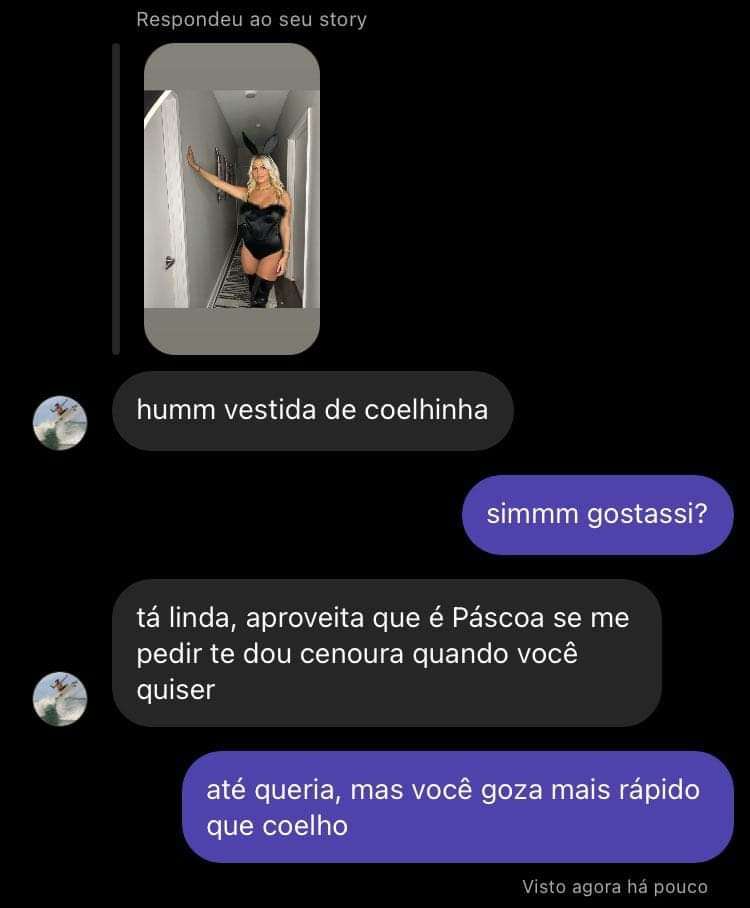 Respondeu ao seu story
humm vestida de coelhinha
simmm gostassi?
tá linda, aproveita que é Páscoa se me
pedir te dou cenoura quando você
quiser
até queria, mas você goza mais rápido
que coelho
Visto agora há pouco